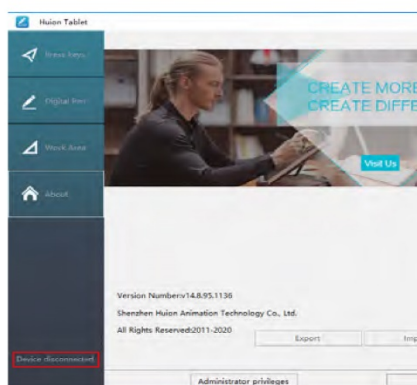 Huion Tablet
Press Keys
Digital Pen
Work Area
About
CREATE MORE
CREATE DIFFE
Visit Us
Version Number:v14.8.95.1136
Shenzhen Huion Animation Technology Co., Ltd.
All Rights Reserved:2011-2020
Export
Imp
Device disconnected
Administrator privileges